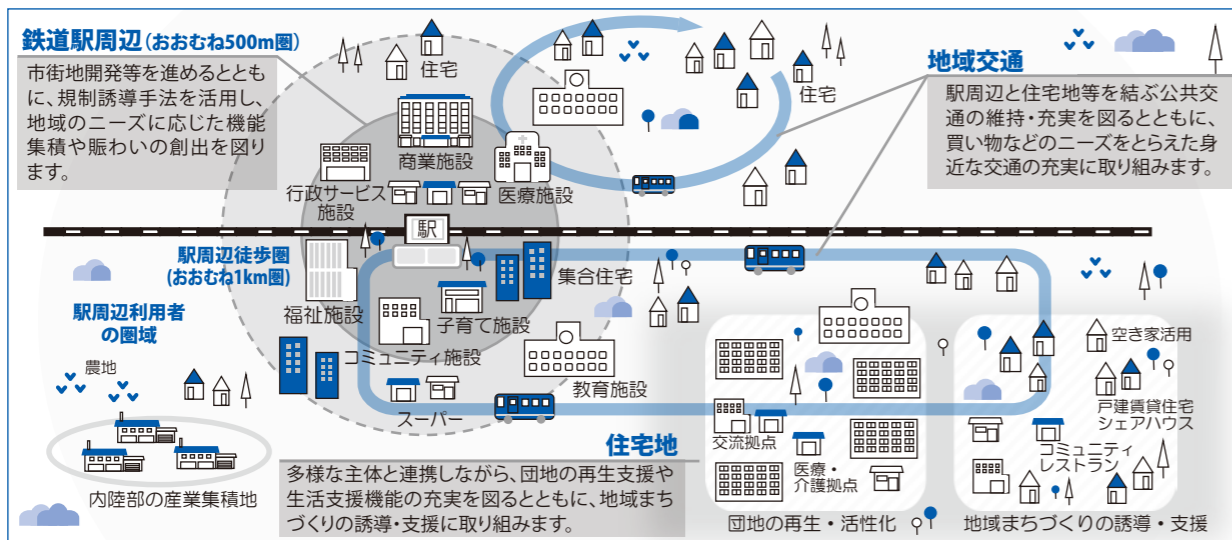 鉄道駅周辺(おおむね500m圏)
市街地開発等を進めるととも
に、規制誘導手法を活用し、
地域のニーズに応じた機能
集積や賑わいの創出を図り
ます。
住宅
商業施設
行政サービス
施設
医療施設
駅
住宅
地域交通
駅周辺と住宅地等を結ぶ公共交
通の維持・充実を図るとともに、
買い物などのニーズをとらえた身
近な交通の充実に取り組みます。
駅周辺徒歩圏
(おおむね1km圏)
集合住宅
福祉施設
子育て施設
コミュニティ施設
教育施設
スーパー
駅周辺利用者
の圏域
農地
内陸部の産業集積地
住宅地
多様な主体と連携しながら、団地の再生支援や
生活支援機能の充実を図るとともに、地域まち
づくりの誘導・支援に取り組みます。
交流拠点
医療・
介護拠点
団地の再生・活性化
空き家活用
戸建賃貸住宅
シェアハウス
コミュニティ
レストラン
地域まちづくりの誘導・支援